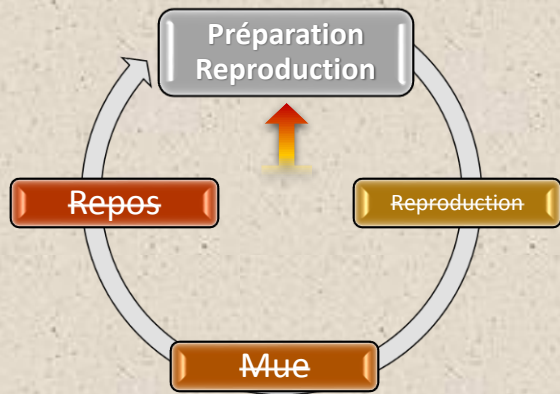 Préparation
Reproduction
Repos
Reproduction
Mue